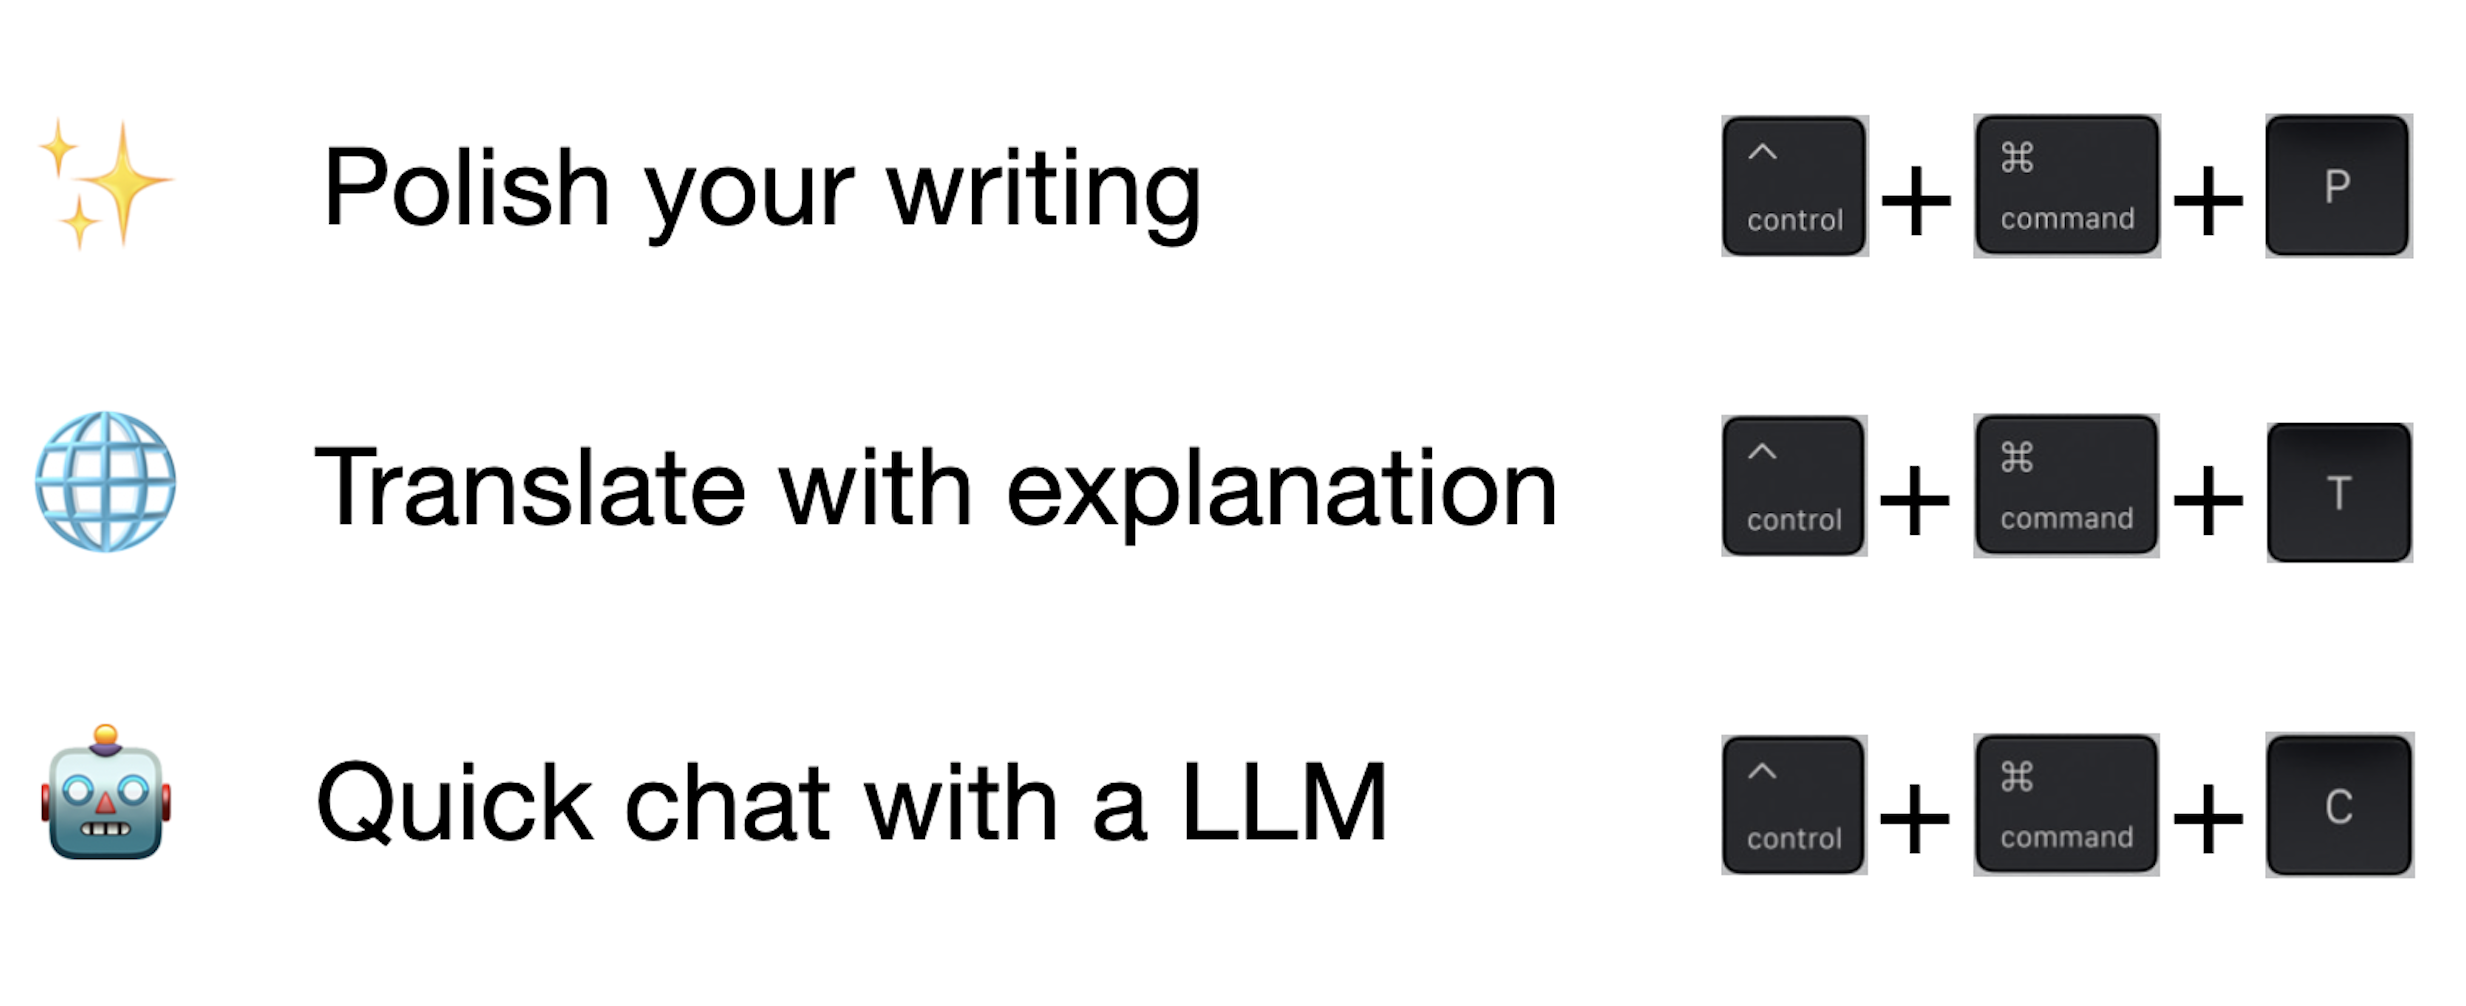 Polish your writing ^ control + ⌘ command + P
Translate with explanation ^ control + ⌘ command + T
Quick chat with a LLM ^ control + ⌘ command + C